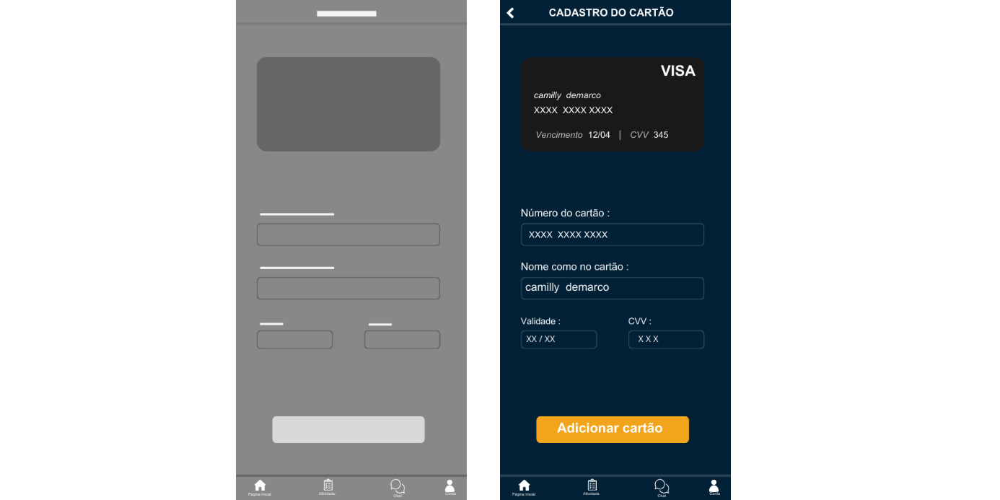 Página inicial
Atividade
Chat
Conta
CADASTRO DO CARTÃO
VISA
camilly demarco
XXXX XXXX XXXX
Vencimento 12/04 | CVV 345
Número do cartão :
XXXX XXXX XXXX
Nome como no cartão :
camilly demarco
Validade : CVV :
XX / XX X X X
Adicionar cartão
Página inicial
Atividade
Chat
Conta